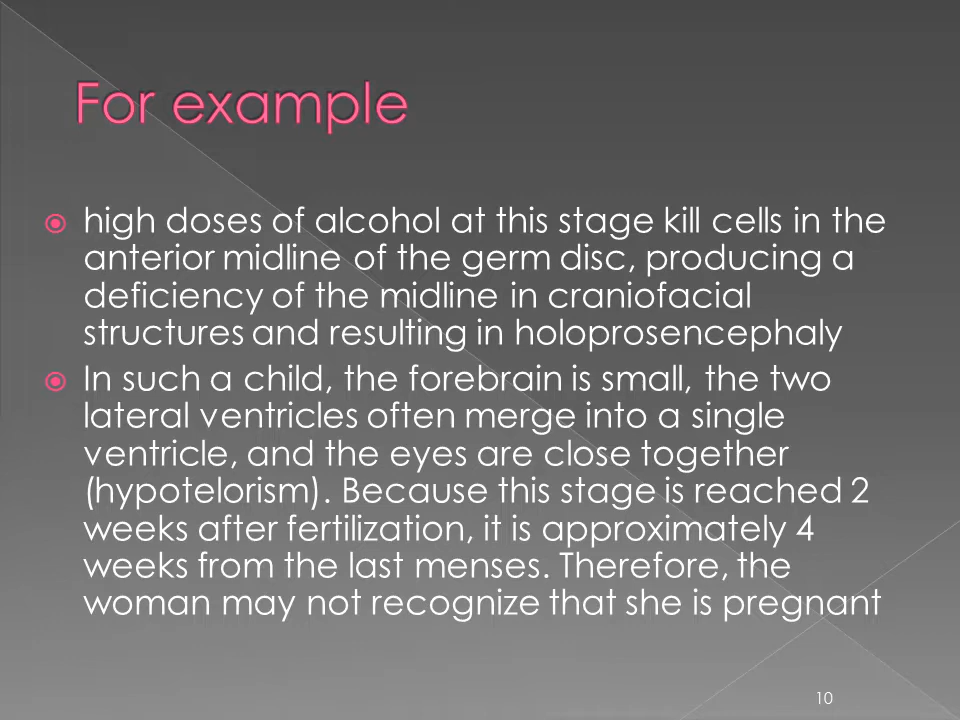 For example
high doses of alcohol at this stage kill cells in the
anterior midline of the germ disc, producing a
deficiency of the midline in craniofacial
structures and resulting in holoprosencephaly
In such a child, the forebrain is small, the two
lateral ventricles often merge into a single
ventricle, and the eyes are close together
(hypotelorism). Because this stage is reached 2
weeks after fertilization, it is approximately 4
weeks from the last menses. Therefore, the
woman may not recognize that she is pregnant
10